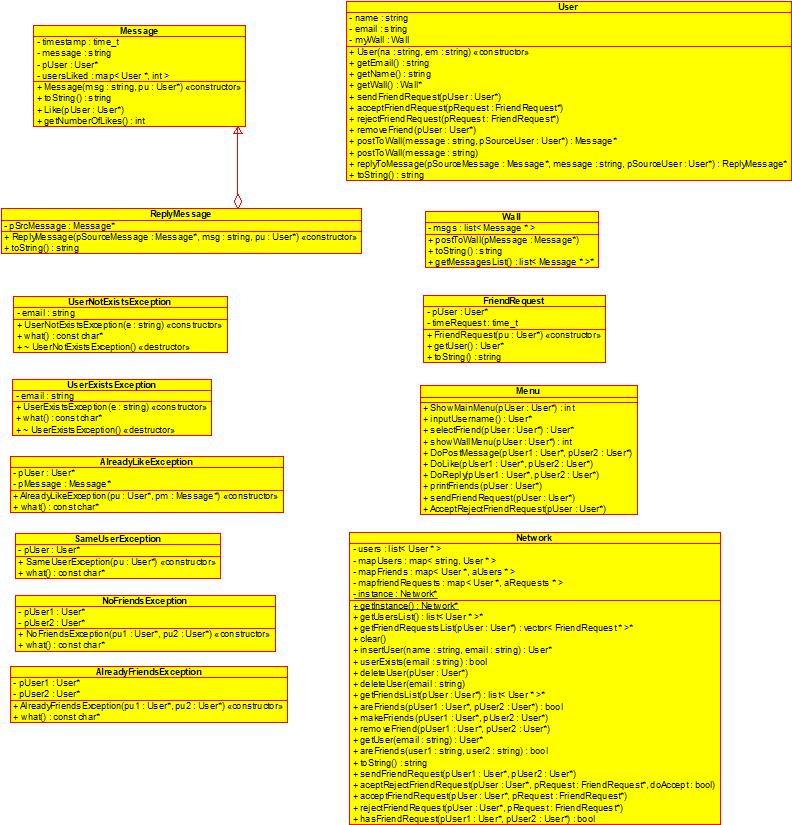 Message
- timestamp : time_t
- message : string
- pUser : User*
- usersLiked : map< User *, int >
+ Message(msg : string, pu : User*) «constructor»
+ toString() : string
+ Like(pUser : User*)
+ getNumberOfLikes() : int
User
- name : string
- email : string
- myWall : Wall
+ User(na : string, em : string) «constructor»
+ getEmail() : string
+ getName() : string
+ getWall() : Wall*
+ sendFriendRequest(pUser : User*)
+ acceptFriendRequest(pRequest : FriendRequest*)
+ rejectFriendRequest(pRequest : FriendRequest*)
+ removeFriend(pUser : User*)
+ postToWall(message : string, pSourceUser : User*) : Message*
+ postToWall(message : string)
+ replyToMessage(pSourceMessage : Message*, message : string, pSourceUser : User*) : ReplyMessage*
+ toString() : string
ReplyMessage
- pSrcMessage : Message*
+ ReplyMessage(pSourceMessage : Message*, msg : string, pu : User*) «constructor»
+ toString() : string
Wall
- msgs : list< Message * >
+ postToWall(pMessage : Message*)
+ toString() : string
+ getMessagesList() : list< Message * >*
UserNotExistsException
- email : string
+ UserNotExistsException(e : string) «constructor»
+ what() : const char*
+ ~ UserNotExistsException() «destructor»
FriendRequest
- pUser : User*
- timeRequest : time_t
+ FriendRequest(pu : User*) «constructor»
+ getUser() : User*
+ toString() : string
UserExistsException
- email : string
+ UserExistsException(e : string) «constructor»
+ what() : const char*
+ ~ UserExistsException() «destructor»
Menu
+ ShowMainMenu(pUser : User*) : int
+ inputUsername() : User*
+ selectFriend(pUser : User*) : User*
+ showWallMenu(pUser : User*) : int
+ DoPostMessage(pUser1 : User*, pUser2 : User*)
+ DoLike(pUser1 : User*, pUser2 : User*)
+ DoReply(pUser1 : User*, pUser2 : User*)
+ printFriends(pUser : User*)
+ sendFriendRequest(pUser : User*)
+ AcceptRejectFriendRequest(pUser : User*)
AlreadyLikeException
- pUser : User*
- pMessage : Message*
+ AlreadyLikeException(pu : User*, pm : Message*) «constructor»
+ what() : const char*
SameUserException
- pUser : User*
+ SameUserException(pu : User*) «constructor»
+ what() : const char*
NoFriendsException
- pUser1 : User*
- pUser2 : User*
+ NoFriendsException(pu1 : User*, pu2 : User*) «constructor»
+ what() : const char*
AlreadyFriendsException
- pUser1 : User*
- pUser2 : User*
+ AlreadyFriendsException(pu1 : User*, pu2 : User*) «constructor»
+ what() : const char*
Network
- users : list< User * >
- mapUsers : map< string, User * >
- mapFriends : map< User *, aUsers * >
- mapfriendRequests : map< User *, aRequests * >
- instance : Network*
+ getInstance() : Network*
+ getUsersList() : list< User * >*
+ getFriendRequestsList(pUser : User*) : vector< FriendRequest * >*
+ clear()
+ insertUser(name : string, email : string) : User*
+ userExists(email : string) : bool
+ deleteUser(pUser : User*)
+ deleteUser(email : string)
+ getFriendsList(pUser : User*) : list< User * >*
+ areFriends(pUser1 : User*, pUser2 : User*) : bool
+ makeFriends(pUser1 : User*, pUser2 : User*)
+ removeFriend(pUser1 : User*, pUser2 : User*)
+ getUser(email : string) : User*
+ areFriends(user1 : string, user2 : string) : bool
+ toString() : string
+ sendFriendRequest(pUser1 : User*, pUser2 : User*)
+ aceptRejectFriendRequest(pUser : User*, pRequest : FriendRequest*, doAccept : bool)
+ acceptFriendRequest(pUser : User*, pRequest : FriendRequest*)
+ rejectFriendRequest(pUser : User*, pRequest : FriendRequest*)
+ hasFriendRequest(pUser1 : User*, pUser2 : User*) : bool